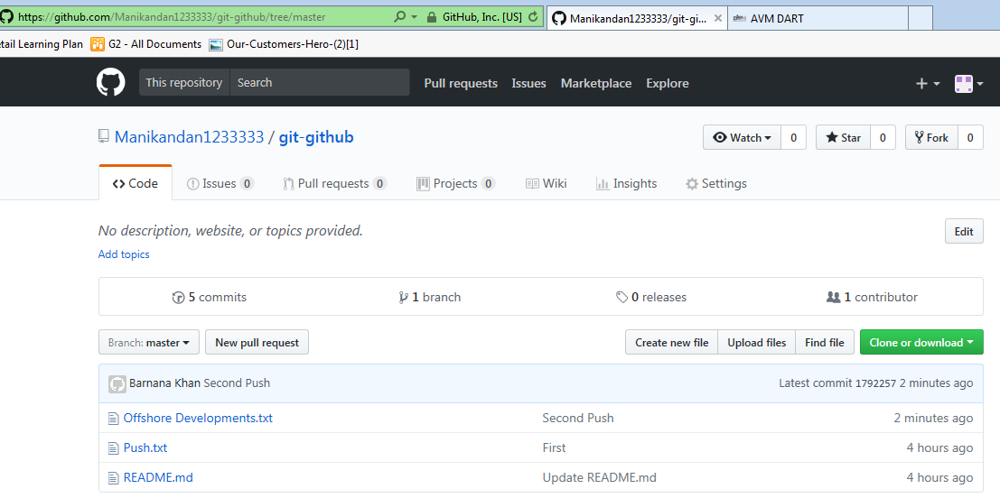 https://github.com/Manikandan1233333/git-github/tree/master GitHub, Inc. [US] Manikandan1233333/git-gi... AVM DART
etail Learning Plan G2 - All Documents Our-Customers-Hero-(2)[1]
This repository Search Pull requests Issues Marketplace Explore
Manikandan1233333 / git-github Watch 0 Star 0 Fork 0
Code Issues 0 Pull requests 0 Projects 0 Wiki Insights Settings
No description, website, or topics provided. Edit
Add topics
5 commits 1 branch 0 releases 1 contributor
Branch: master New pull request Create new file Upload files Find file Clone or download
Barnana Khan Second Push Latest commit 1792257 2 minutes ago
Offshore Developments.txt Second Push 2 minutes ago
Push.txt First 4 hours ago
README.md Update README.md 4 hours ago